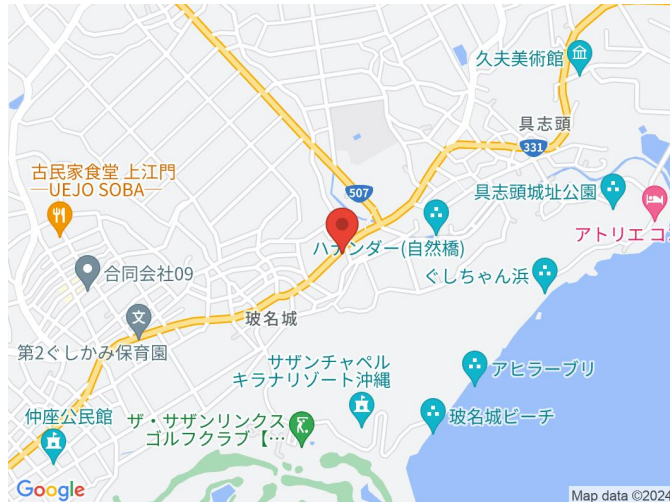 久夫美術館
具志頭
331
古民家食堂 上江門
―UEJO SOBA―
507
具志頭城址公園
アトリエ コ
ハナンダー(自然橋)
合同会社09
ぐしちゃん浜
玻名城
第2ぐしかみ保育園
サザンチャペル
キラナリゾート沖縄
アヒラーブリ
仲座公民館
ザ・サザンリンクス
ゴルフクラブ【…
玻名城ビーチ
Google
Map data ©2024